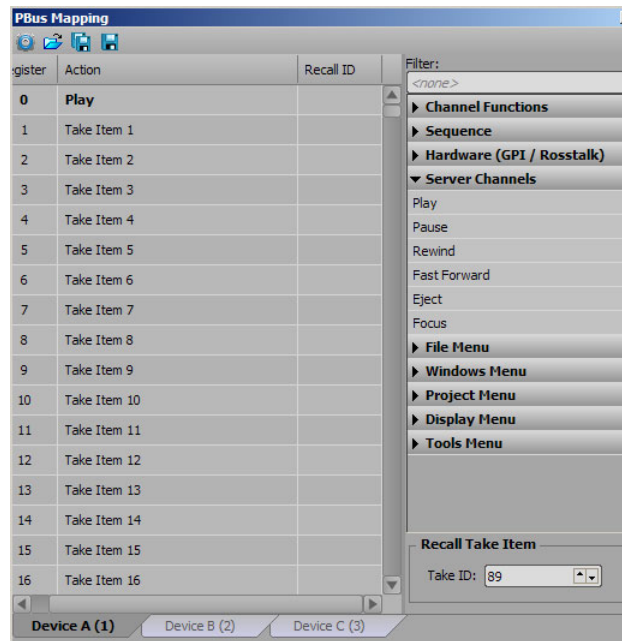 PBus Mapping
gister Action Recall ID
0 Play
1 Take Item 1
2 Take Item 2
3 Take Item 3
4 Take Item 4
5 Take Item 5
6 Take Item 6
7 Take Item 7
8 Take Item 8
9 Take Item 9
10 Take Item 10
11 Take Item 11
12 Take Item 12
13 Take Item 13
14 Take Item 14
15 Take Item 15
16 Take Item 16
Filter:
<none>
Channel Functions
Sequence
Hardware (GPI / Rosstalk)
Server Channels
Play
Pause
Rewind
Fast Forward
Eject
Focus
File Menu
Windows Menu
Project Menu
Display Menu
Tools Menu
Recall Take Item
Take ID: 89
Device A (1) Device B (2) Device C (3)